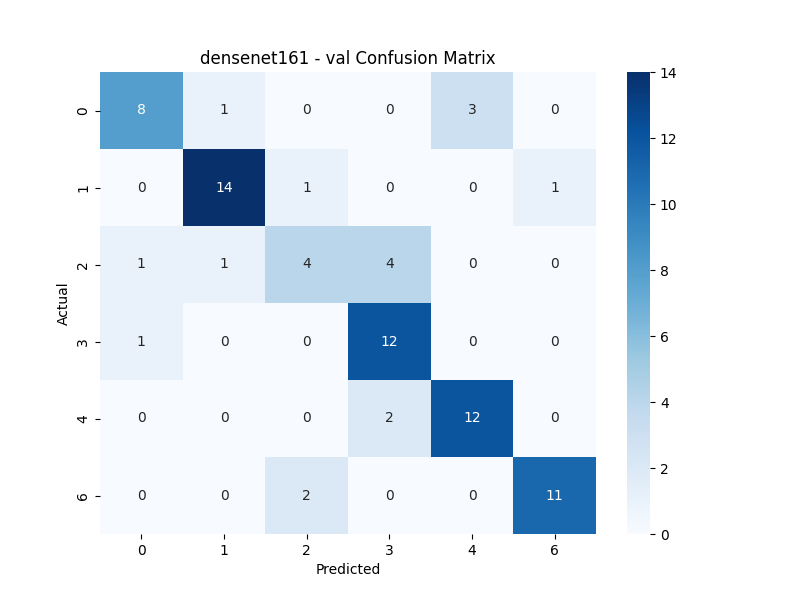 densenet161 - val Confusion Matrix
0 8 1 0 0 3 0
1 0 14 1 0 0 1
2 1 1 4 4 0 0
3 1 0 0 12 0 0
4 0 0 0 2 12 0
6 0 0 2 0 0 11
0 1 2 3 4 6
Actual
Predicted
14
12
10
8
6
4
2
0